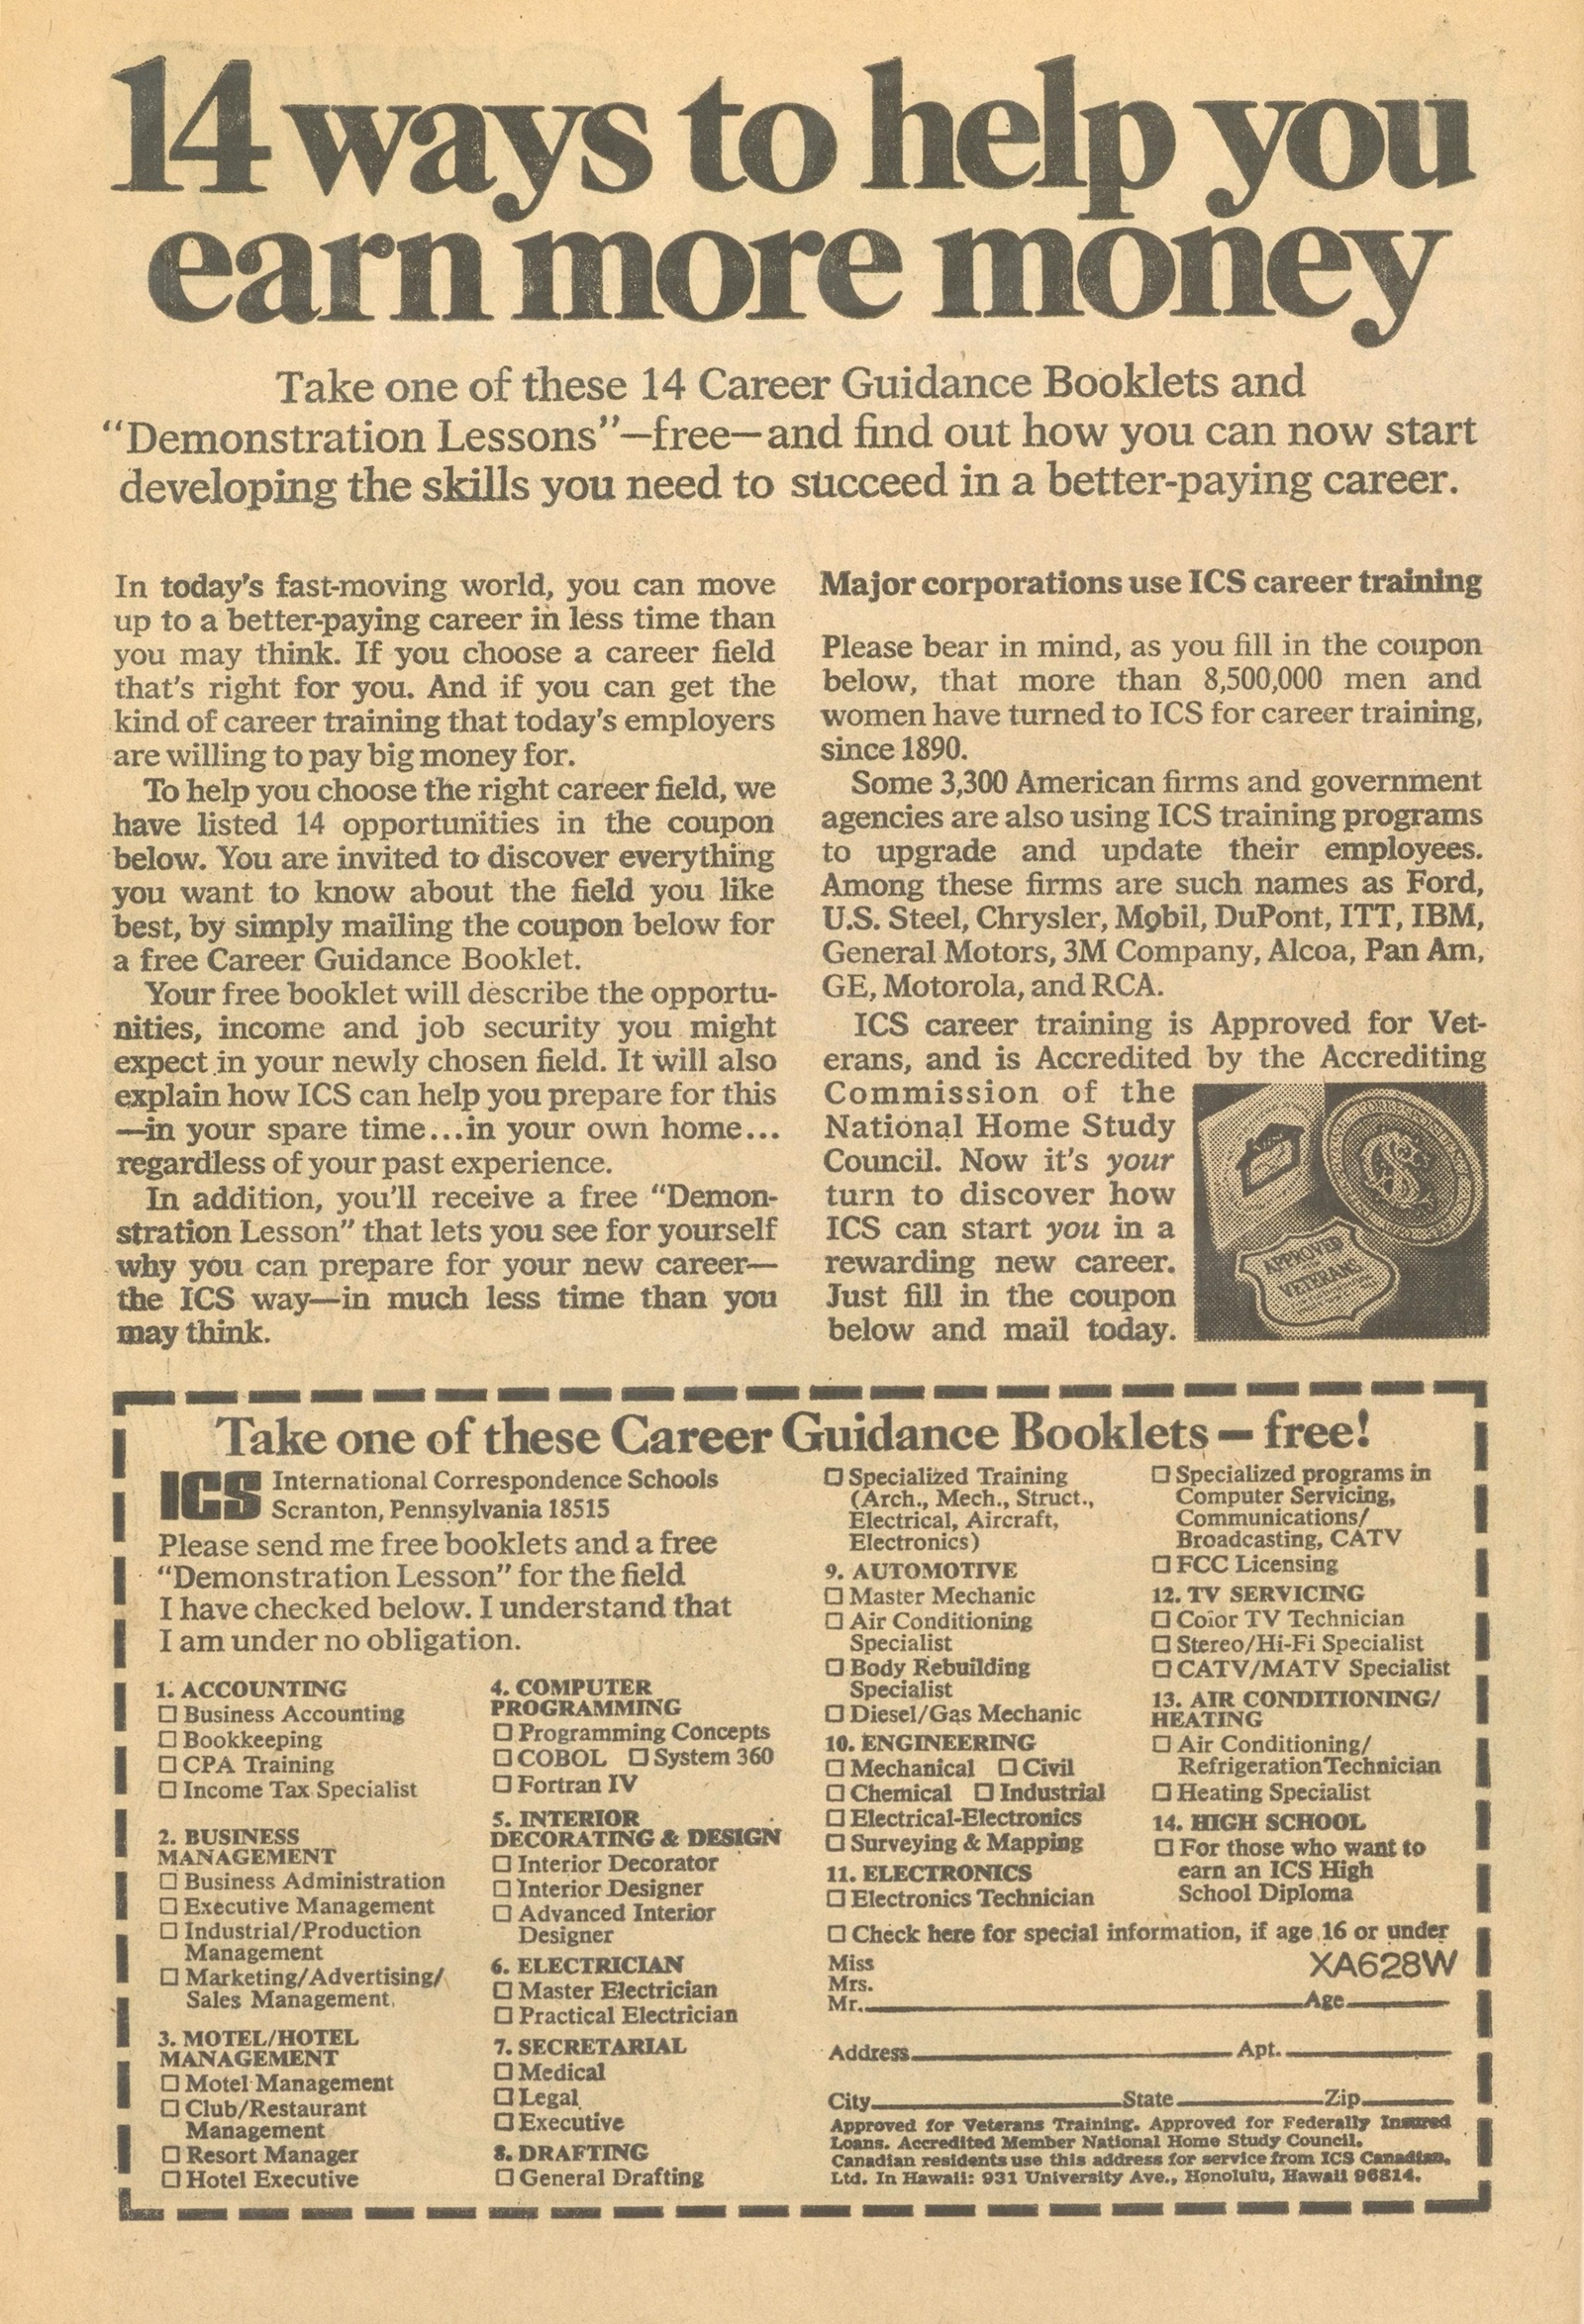 14 ways to help you
earn more money
Take one of these 14 Career Guidance Booklets and
“Demonstration Lessons”—free—and find out how you can now start
developing the skills you need to succeed in a better-paying career.
In today's fast-moving world, you can move
up to a better-paying career in less time than
you may think. If you choose a career field
that's right for you. And if you can get the
kind of career training that today's employers
are willing to pay big money for.
To help you choose the right career field, we
have listed 14 opportunities in the coupon
below. You are invited to discover everything
you want to know about the field you like
best, by simply mailing the coupon below for
a free Career Guidance Booklet.
Your free booklet will describe the opportu-
nities, income and job security you might
expect in your newly chosen field. It will also
explain how ICS can help you prepare for this
—in your spare time...in your own home...
regardless of your past experience.
In addition, you'll receive a free “Demon-
stration Lesson” that lets you see for yourself
why you can prepare for your new career—
the ICS way—in much less time than you
may think.
Major corporations use ICS career training
Please bear in mind, as you fill in the coupon
below, that more than 8,500,000 men and
women have turned to ICS for career training,
since 1890.
Some 3,300 American firms and government
agencies are also using ICS training programs
to upgrade and update their employees.
Among these firms are such names as Ford,
U.S. Steel, Chrysler, Mobil, DuPont, ITT, IBM,
General Motors, 3M Company, Alcoa, Pan Am,
GE, Motorola, and RCA.
ICS career training is Approved for Vet-
erans, and is Accredited by the Accrediting
Commission of the
National Home Study
Council. Now it's your
turn to discover how
ICS can start you in a
rewarding new career.
Just fill in the coupon
below and mail today.
APPROVED
VETERANS
Take one of these Career Guidance Booklets — free!
ICS International Correspondence Schools
Scranton, Pennsylvania 18515
Please send me free booklets and a free
“Demonstration Lesson” for the field
I have checked below. I understand that
I am under no obligation.
1. ACCOUNTING
☐ Business Accounting
☐ Bookkeeping
☐ CPA Training
☐ Income Tax Specialist
2. BUSINESS
MANAGEMENT
☐ Business Administration
☐ Executive Management
☐ Industrial/Production
Management
☐ Marketing/Advertising/
Sales Management
3. MOTEL/HOTEL
MANAGEMENT
☐ Motel Management
☐ Club/Restaurant
Management
☐ Resort Manager
☐ Hotel Executive
4. COMPUTER
PROGRAMMING
☐ Programming Concepts
☐ COBOL ☐ System 360
☐ Fortran IV
5. INTERIOR
DECORATING & DESIGN
☐ Interior Decorator
☐ Interior Designer
☐ Advanced Interior
Designer
6. ELECTRICIAN
☐ Master Electrician
☐ Practical Electrician
7. SECRETARIAL
☐ Medical
☐ Legal
☐ Executive
8. DRAFTING
☐ General Drafting
☐ Specialized Training
(Arch., Mech., Struct.,
Electrical, Aircraft,
Electronics)
9. AUTOMOTIVE
☐ Master Mechanic
☐ Air Conditioning
Specialist
☐ Body Rebuilding
Specialist
☐ Diesel/Gas Mechanic
10. ENGINEERING
☐ Mechanical ☐ Civil
☐ Chemical ☐ Industrial
☐ Electrical-Electronics
☐ Surveying & Mapping
11. ELECTRONICS
☐ Electronics Technician
☐ Specialized programs in
Computer Servicing,
Communications/
Broadcasting, CATV
☐ FCC Licensing
12. TV SERVICING
☐ Color TV Technician
☐ Stereo/Hi-Fi Specialist
☐ CATV/MATV Specialist
13. AIR CONDITIONING/
HEATING
☐ Air Conditioning/
Refrigeration Technician
☐ Heating Specialist
14. HIGH SCHOOL
☐ For those who want to
earn an ICS High
School Diploma
☐ Check here for special information, if age 16 or under
XA628W
Miss
Mrs.
Mr. Age
Address Apt.
City State Zip
Approved for Veterans Training. Approved for Federally Insured
Loans. Accredited Member National Home Study Council.
Canadian residents use this address for service from ICS Canadian,
Ltd. In Hawaii: 931 University Ave., Honolulu, Hawaii 96814.